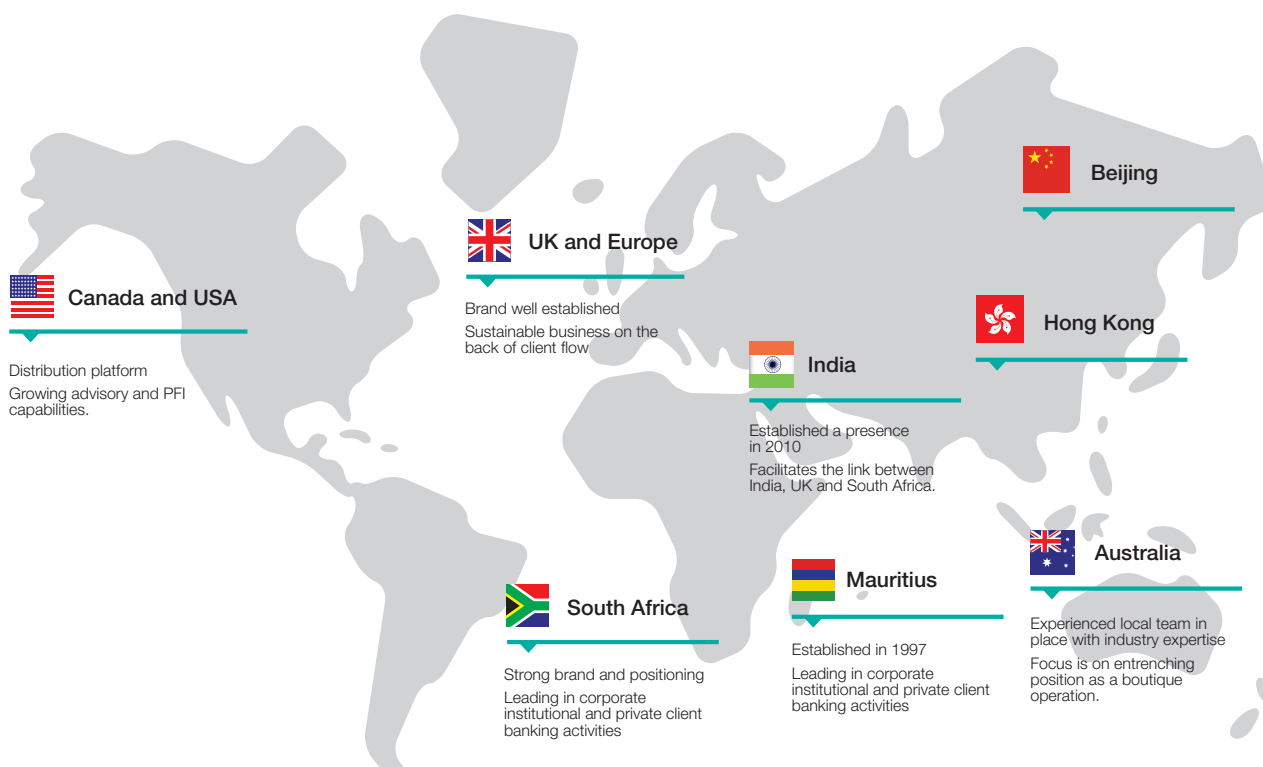 Beijing
UK and Europe
Brand well established
Sustainable business on the
back of client flow
Canada and USA
Distribution platform
Growing advisory and PFI
capabilities.
Hong Kong
India
Established a presence
in 2010
Facilitates the link between
India, UK and South Africa.
Australia
Experienced local team in
place with industry expertise
Focus is on entrenching
position as a boutique
operation.
Mauritius
Established in 1997
Leading in corporate
institutional and private client
banking activities
South Africa
Strong brand and positioning
Leading in corporate
institutional and private client
banking activities